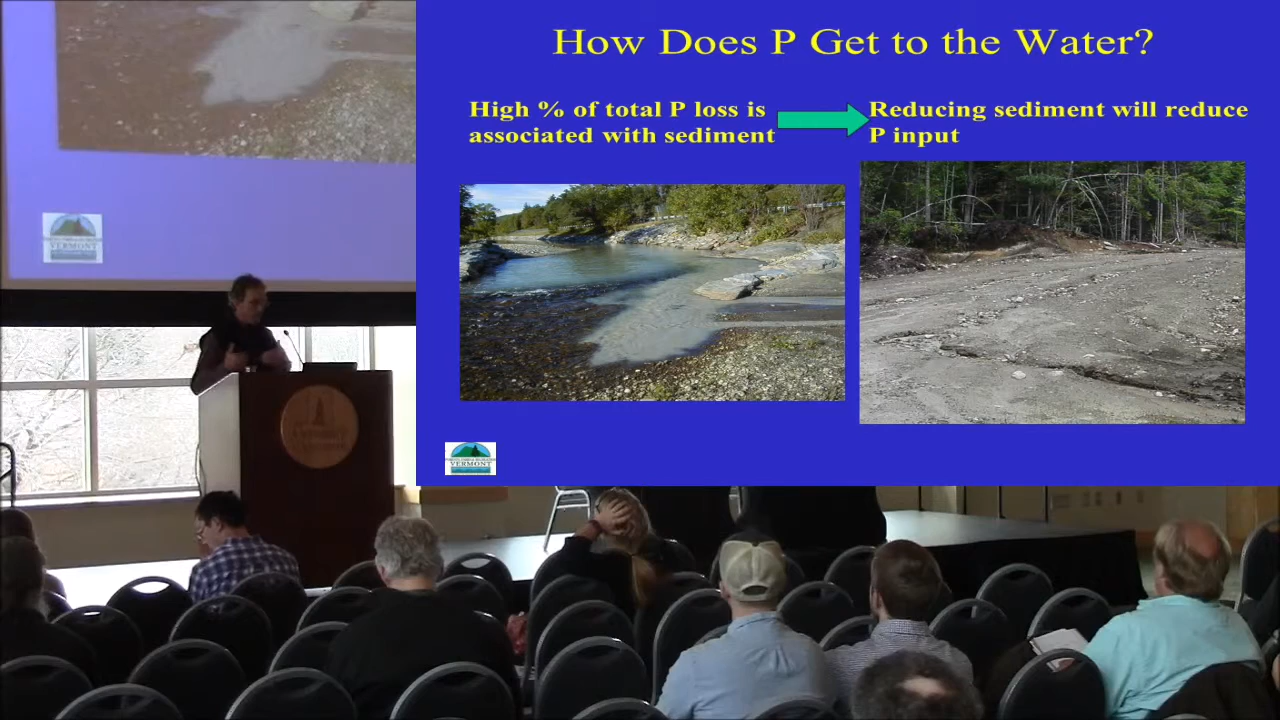 How Does P Get to the Water?
High % of total P loss is
associated with sediment
Reducing sediment will reduce
P input
VERMONT
VERMONT